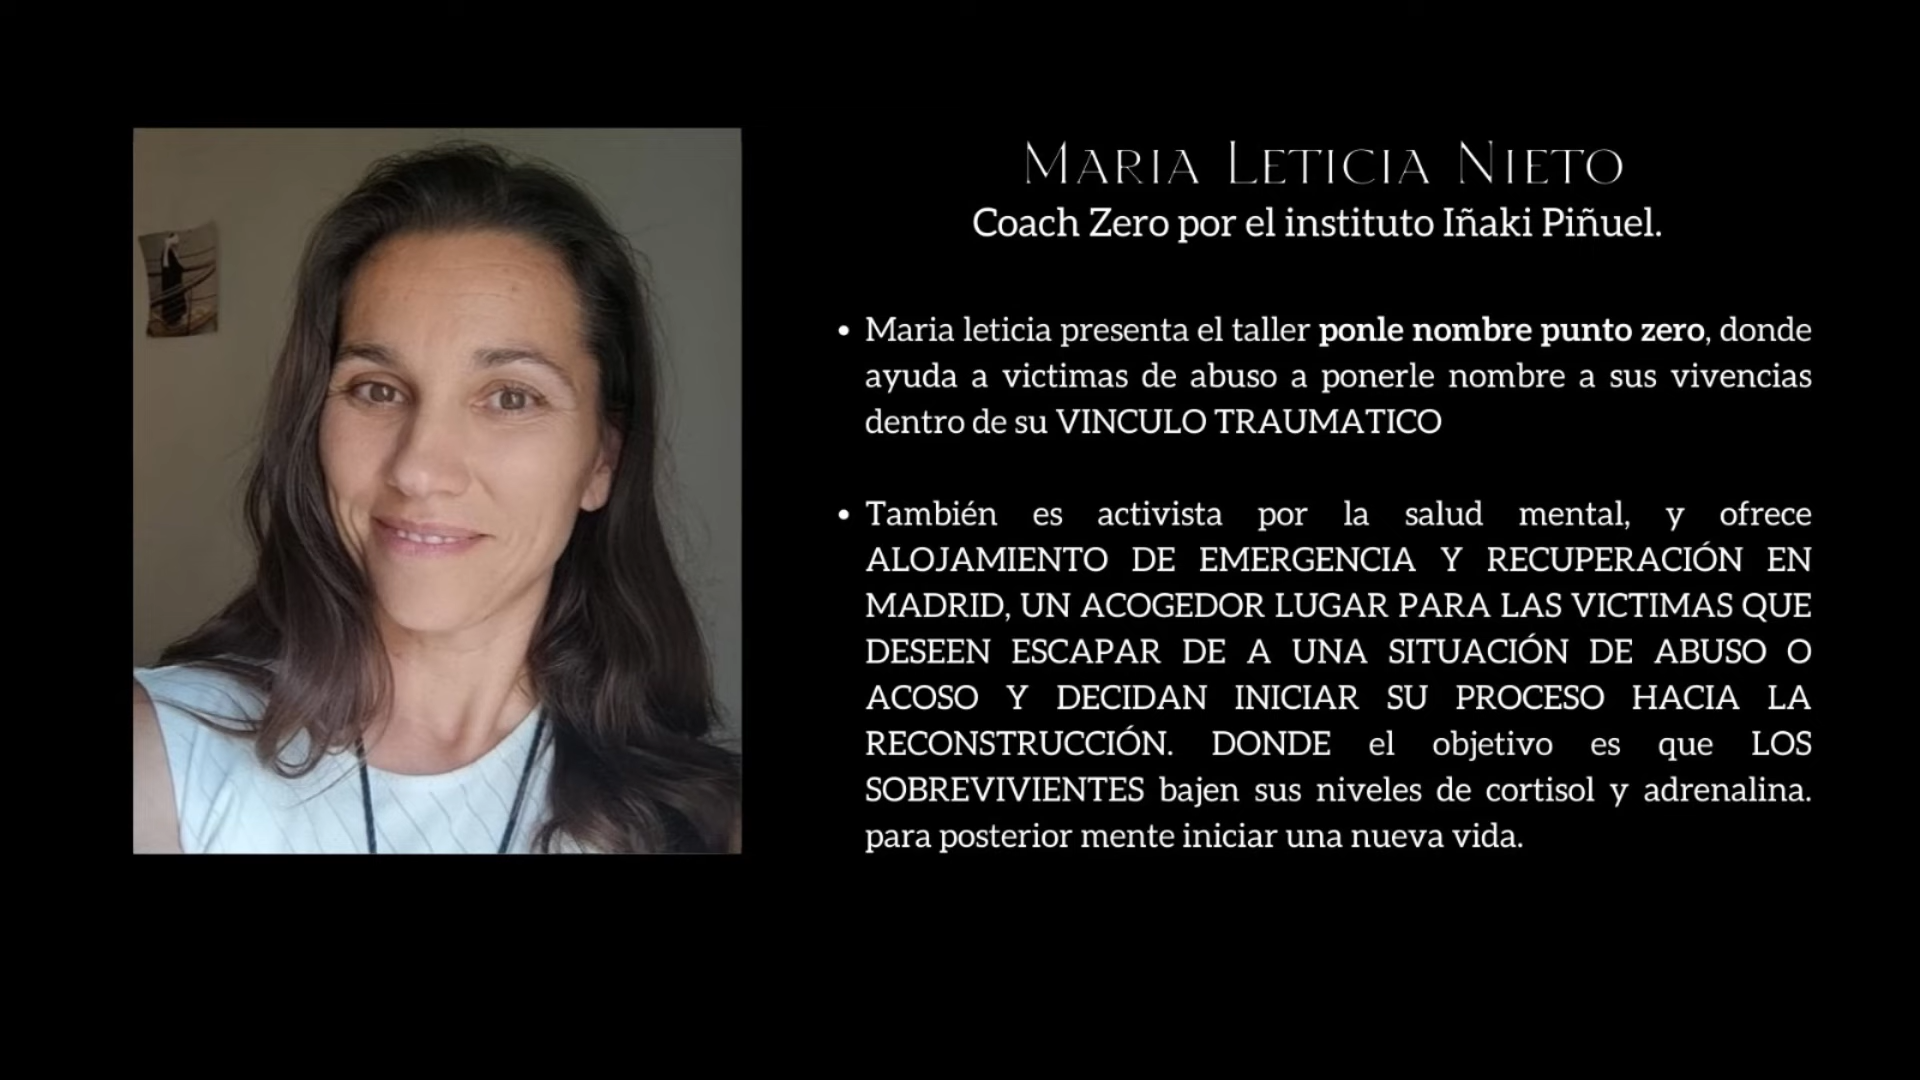 MARIA LETICIA NIETO
Coach Zero por el instituto Iñaki Piñuel.
• Maria leticia presenta el taller ponle nombre punto zero, donde
ayuda a victimas de abuso a ponerle nombre a sus vivencias
dentro de su VINCULO TRAUMATICO
• También es activista por la salud mental, y ofrece
ALOJAMIENTO DE EMERGENCIA Y RECUPERACIÓN EN
MADRID, UN ACOGEDOR LUGAR PARA LAS VICTIMAS QUE
DESEEN ESCAPAR DE A UNA SITUACIÓN DE ABUSO O
ACOSO Y DECIDAN INICIAR SU PROCESO HACIA LA
RECONSTRUCCIÓN. DONDE el objetivo es que LOS
SOBREVIVIENTES bajen sus niveles de cortisol y adrenalina.
para posterior mente iniciar una nueva vida.